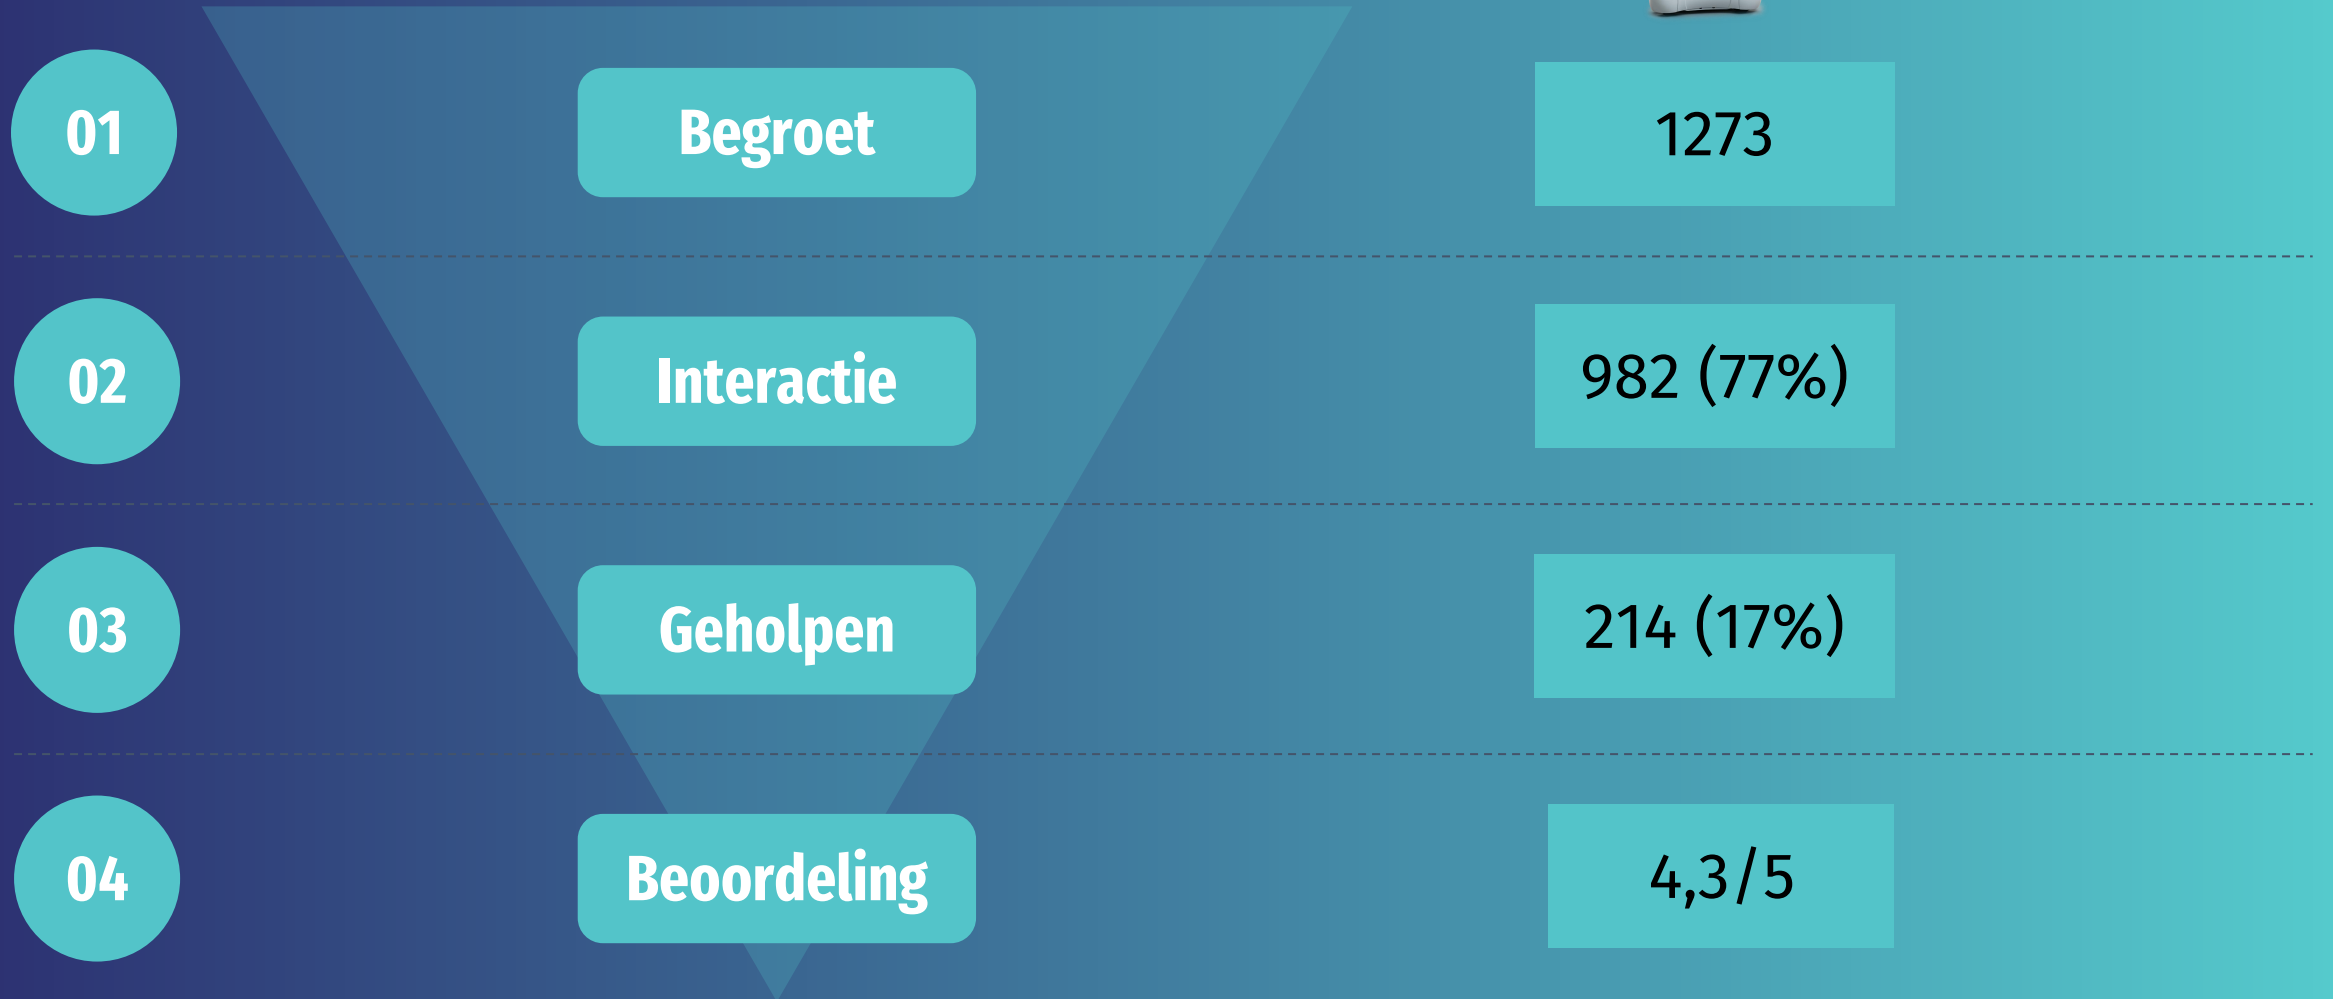 01
Begroet
1273
02
Interactie
982 (77%)
03
Geholpen
214 (17%)
04
Beoordeling
4,3/5